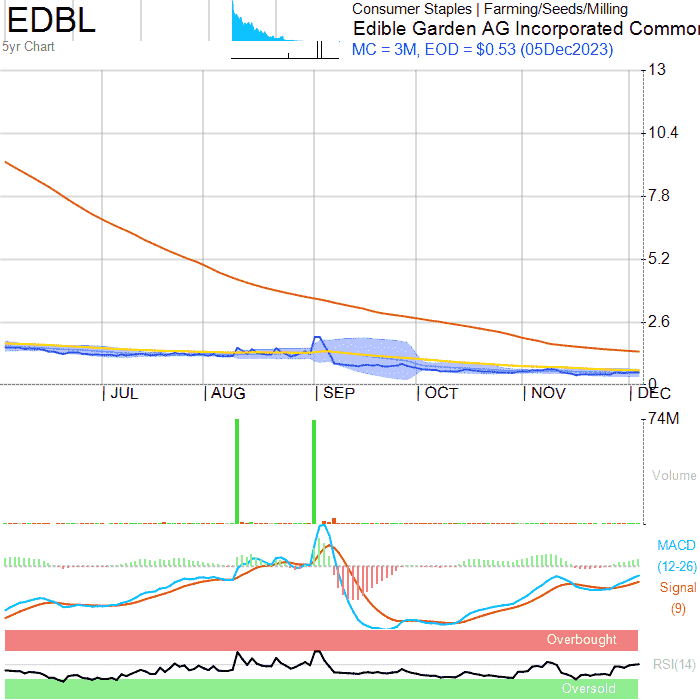 EDBL
5yr Chart
Consumer Staples | Farming/Seeds/Milling
Edible Garden AG Incorporated Common
MC = 3M, EOD = $0.53 (05Dec2023)
13
10.4
7.8
5.2
2.6
0
JUL AUG SEP OCT NOV DEC
74M
Volume
MACD
(12-26)
Signal
(9)
Overbought
RSI(14)
Oversold